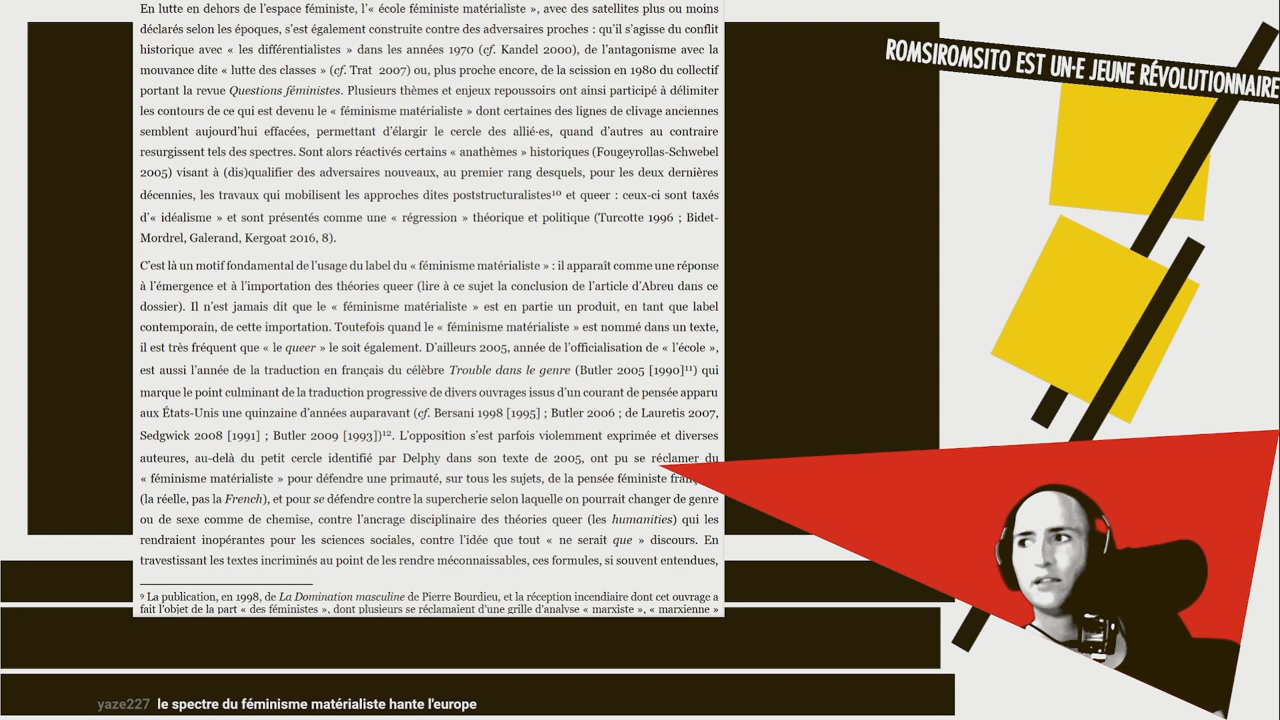 En lutte en dehors de l'espace féministe, l'« école féministe matérialiste », avec des satellites plus ou moins
déclarés selon les époques, s'est également construite contre des adversaires proches : qu'il s'agisse du conflit
historique avec « les différentialistes » dans les années 1970 (cf. Kandel 2000), de l'antagonisme avec la
mouvance dite « lutte des classes » (cf. Trat 2007) ou, plus proche encore, de la scission en 1980 du collectif
portant la revue Questions féministes. Plusieurs thèmes et enjeux repoussoirs ont ainsi participé à délimiter
les contours de ce qui est devenu le « féminisme matérialiste » dont certaines des lignes de clivage anciennes
semblent aujourd'hui effacées, permettant d'élargir le cercle des allié·es, quand d'autres au contraire
resurgissent tels des spectres. Sont alors réactivés certains « anathèmes » historiques (Fougeyrollas-Schwebel
2005) visant à (dis)qualifier des adversaires nouveaux, au premier rang desquels, pour les deux dernières
décennies, les travaux qui mobilisent les approches dites poststructuralistes¹⁰ et queer : ceux-ci sont taxés
d'« idéalisme » et sont présentés comme une « régression » théorique et politique (Turcotte 1996 ; Bidet-
Mordrel, Galerand, Kergoat 2016, 8).
C'est là un motif fondamental de l'usage du label du « féminisme matérialiste » : il apparaît comme une réponse
à l'émergence et à l'importation des théories queer (lire à ce sujet la conclusion de l'article d'Abreu dans ce
dossier). Il n'est jamais dit que le « féminisme matérialiste » est en partie un produit, en tant que label
contemporain, de cette importation. Toutefois quand le « féminisme matérialiste » est nommé dans un texte,
il est très fréquent que « le queer » le soit également. D'ailleurs 2005, année de l'officialisation de « l'école »,
est aussi l'année de la traduction en français du célèbre Trouble dans le genre (Butler 2005 [1990]¹¹) qui
marque le point culminant de la traduction progressive de divers ouvrages issus d'un courant de pensée apparu
aux États-Unis une quinzaine d'années auparavant (cf. Bersani 1998 [1995] ; Butler 2006 ; de Lauretis 2007,
Sedgwick 2008 [1991] ; Butler 2009 [1993])¹². L'opposition s'est parfois violemment exprimée et diverses
auteures, au-delà du petit cercle identifié par Delphy dans son texte de 2005, ont pu se réclamer du
« féminisme matérialiste » pour défendre une primauté, sur tous les sujets, de la pensée féministe
(la réelle, pas la French), et pour se défendre contre la supercherie selon laquelle on pourrait changer de genre
ou de sexe comme de chemise, contre l'ancrage disciplinaire des théories queer (les humanities) qui les
rendraient inopérantes pour les sciences sociales, contre l'idée que tout « ne serait que » discours. En
travestissant les textes incriminés au point de les rendre méconnaissables, ces formules, si souvent entendues,
⁹ La publication, en 1998, de La Domination masculine de Pierre Bourdieu, et la réception incendiaire dont cet ouvrage a
fait l'objet de la part « des féministes », dont plusieurs se réclamaient d'une grille d'analyse « marxiste », « marxienne »
ROMSIROMSITO EST UN·E JEUNE RÉVOLUTIONNAIRE
yaze227 le spectre du féminisme matérialiste hante l'europe